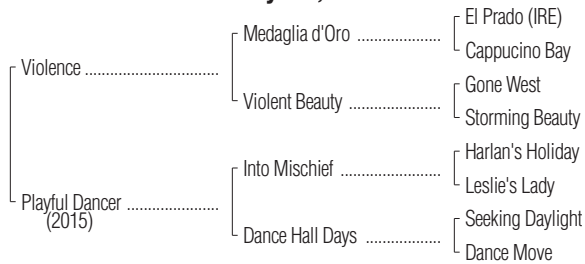 El Prado (IRE)
Medaglia d'Oro ....................
Cappucino Bay
Violence .................................
Gone West
Violent Beauty ......................
Storming Beauty
Harlan's Holiday
Into Mischief ........................
Leslie's Lady
Playful Dancer ......................
(2015)
Seeking Daylight
Dance Hall Days ..................
Dance Move